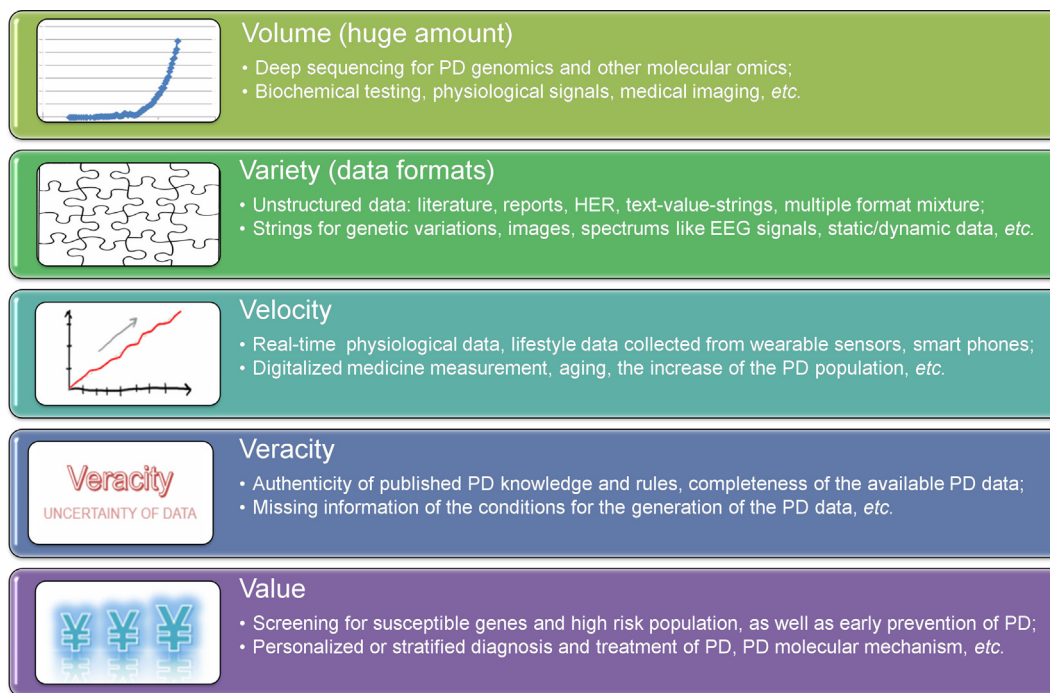 Volume (huge amount)
• Deep sequencing for PD genomics and other molecular omics;
• Biochemical testing, physiological signals, medical imaging, etc.
Variety (data formats)
• Unstructured data: literature, reports, HER, text-value-strings, multiple format mixture;
• Strings for genetic variations, images, spectrums like EEG signals, static/dynamic data, etc.
Velocity
• Real-time physiological data, lifestyle data collected from wearable sensors, smart phones;
• Digitalized medicine measurement, aging, the increase of the PD population, etc.
Veracity
UNCERTAINTY OF DATA
Veracity
• Authenticity of published PD knowledge and rules, completeness of the available PD data;
• Missing information of the conditions for the generation of the PD data, etc.
¥ ¥ ¥
Value
• Screening for susceptible genes and high risk population, as well as early prevention of PD;
• Personalized or stratified diagnosis and treatment of PD, PD molecular mechanism, etc.